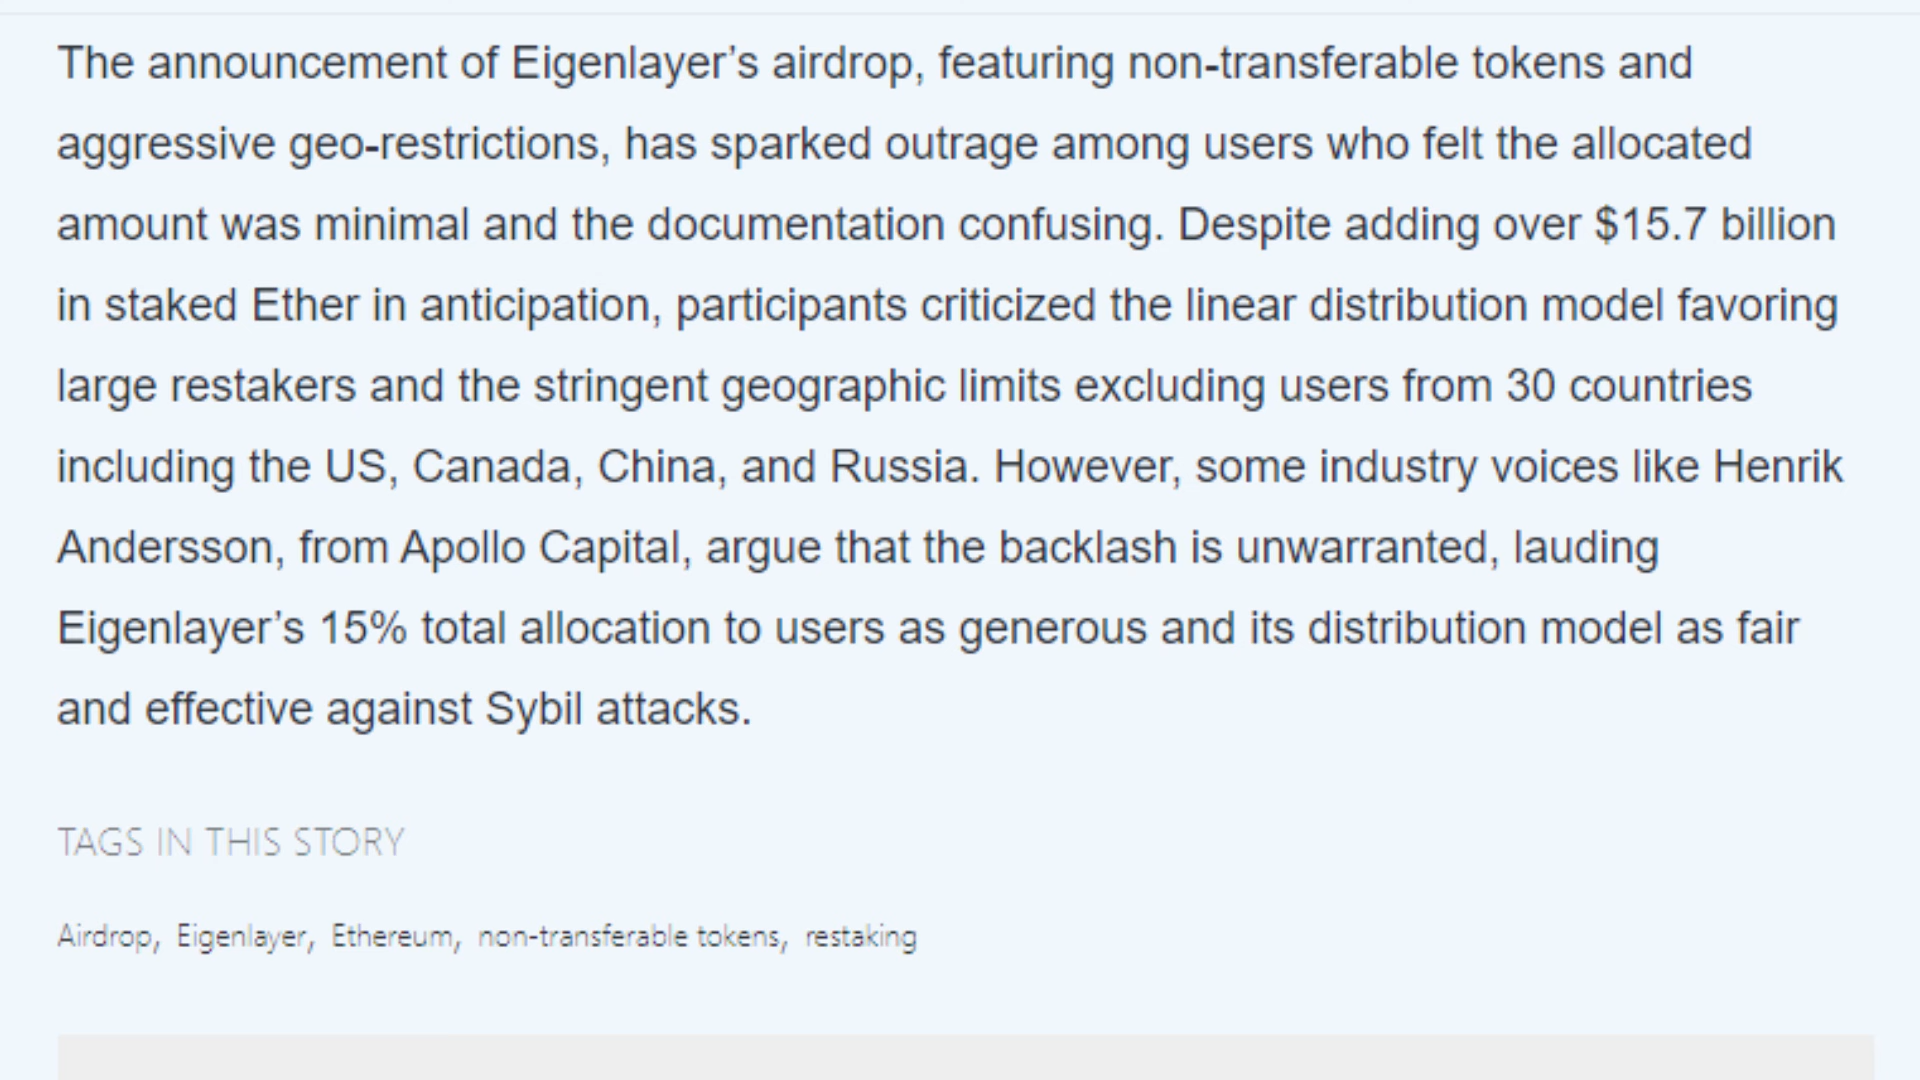 The announcement of Eigenlayer’s airdrop, featuring non-transferable tokens and
aggressive geo-restrictions, has sparked outrage among users who felt the allocated
amount was minimal and the documentation confusing. Despite adding over $15.7 billion
in staked Ether in anticipation, participants criticized the linear distribution model favoring
large restakers and the stringent geographic limits excluding users from 30 countries
including the US, Canada, China, and Russia. However, some industry voices like Henrik
Andersson, from Apollo Capital, argue that the backlash is unwarranted, lauding
Eigenlayer’s 15% total allocation to users as generous and its distribution model as fair
and effective against Sybil attacks.
TAGS IN THIS STORY
Airdrop, Eigenlayer, Ethereum, non-transferable tokens, restaking